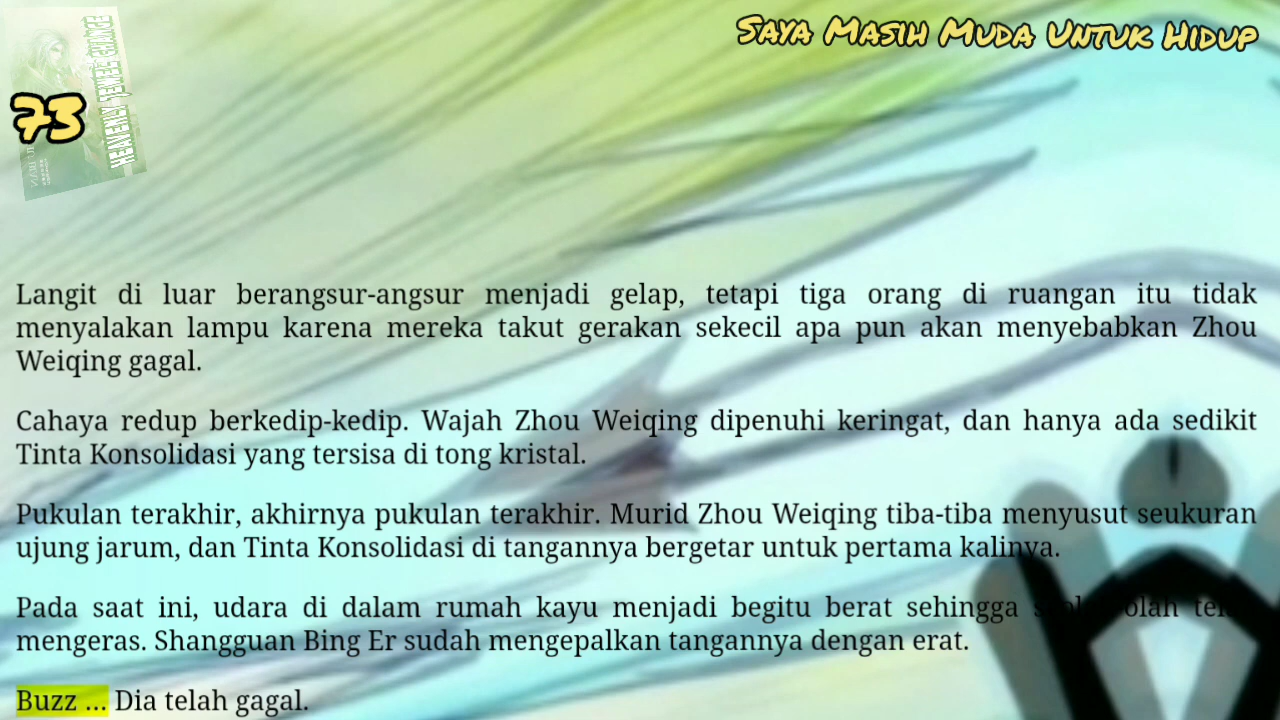 Saya Masih Muda Untuk Hidup
HEAVENLY JEWEL CHANGE
73
Langit di luar berangsur-angsur menjadi gelap, tetapi tiga orang di ruangan itu tidak
menyalakan lampu karena mereka takut gerakan sekecil apa pun akan menyebabkan Zhou
Weiqing gagal.
Cahaya redup berkedip-kedip. Wajah Zhou Weiqing dipenuhi keringat, dan hanya ada sedikit
Tinta Konsolidasi yang tersisa di tong kristal.
Pukulan terakhir, akhirnya pukulan terakhir. Murid Zhou Weiqing tiba-tiba menyusut seukuran
ujung jarum, dan Tinta Konsolidasi di tangannya bergetar untuk pertama kalinya.
Pada saat ini, udara di dalam rumah kayu menjadi begitu berat sehingga
mengeras. Shangguan Bing Er sudah mengepalkan tangannya dengan erat.
Buzz ... Dia telah gagal.